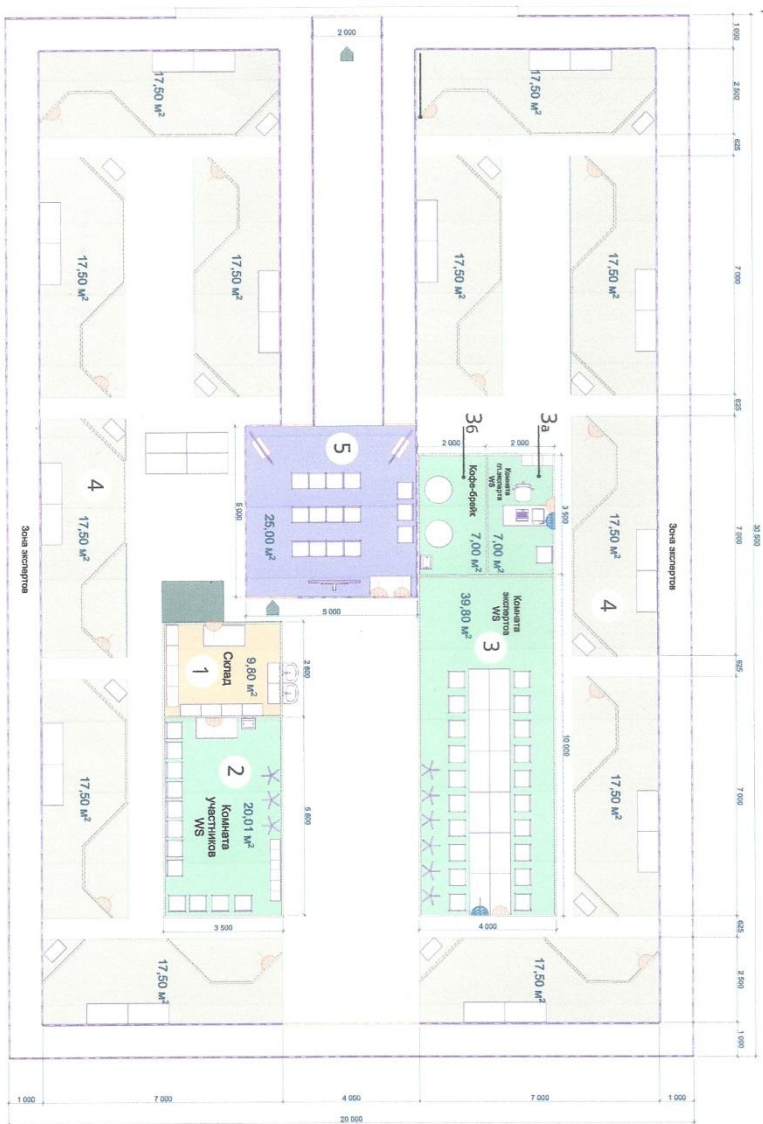 2 000
1 000
17,50 м²
17,50 м²
2 500
625
17,50 м²
17,50 м²
17,50 м²
17,50 м²
7 000
625
3б
3а
2 000
2 000
5
Кофе-брейк
7,00 м²
Комната
гл.эксперта
WS
7,00 м²
3 500
4
17,50 м²
5 000
25,00 м²
17,50 м²
4
7 000
30 500
Зона экспертов
Зона экспертов
5 000
Комната
экспертов
WS
39,80 м²
3
Склад
9,80 м²
1
2 800
625
10 000
17,50 м²
2
20,01 м²
Комната
участников
WS
5 800
17,50 м²
7 000
3 500
4 000
625
17,50 м²
17,50 м²
2 500
1 000
1 000
7 000
4 000
7 000
1 000
20 000